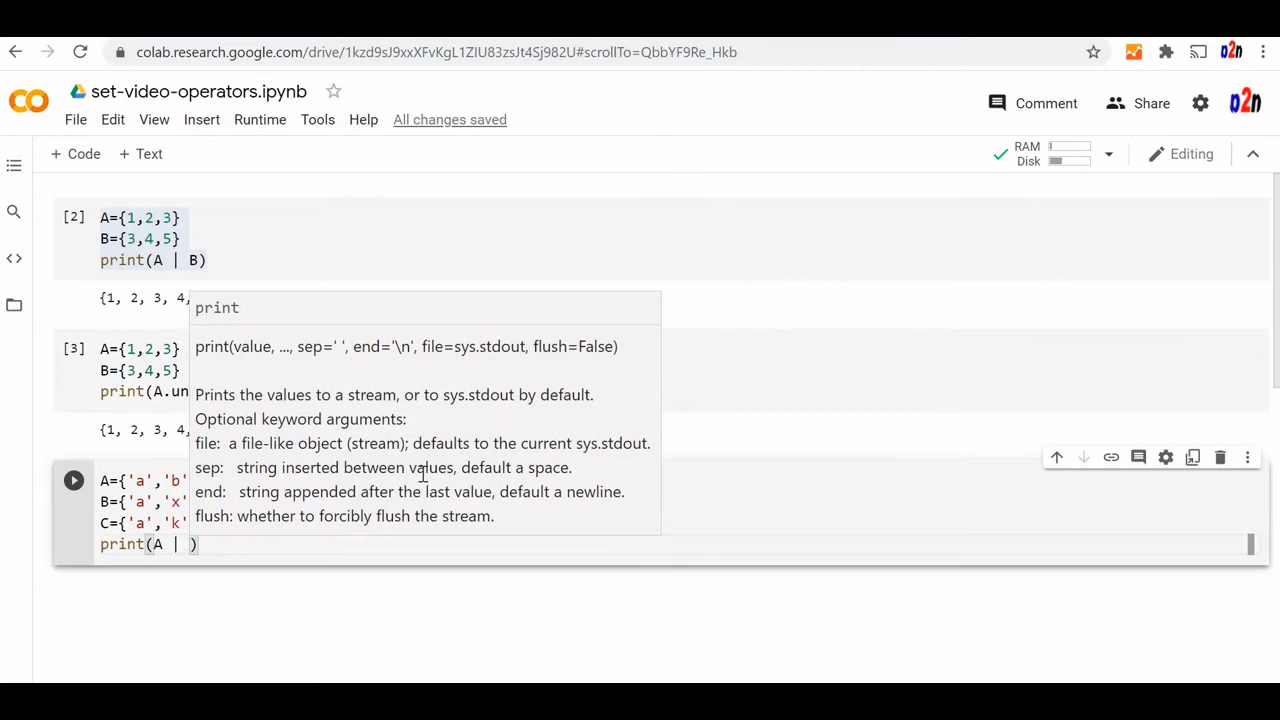 colab.research.google.com/drive/1kzd9sJ9xxXFvKgL1ZlU83zsJt4Sj982U#scrollTo=QbbYF9Re_Hkb
set-video-operators.ipynb
Comment
Share
File Edit View Insert Runtime Tools Help All changes saved
+ Code + Text
RAM
Disk
Editing
[2] A={1,2,3}
B={3,4,5}
print(A | B)
{1, 2, 3, 4,
[3] A={1,2,3}
B={3,4,5}
print(A.un
{1, 2, 3, 4,
print
print(value, ..., sep=' ', end='\n', file=sys.stdout, flush=False)
Prints the values to a stream, or to sys.stdout by default.
Optional keyword arguments:
file: a file-like object (stream); defaults to the current sys.stdout.
sep: string inserted between values, default a space.
end: string appended after the last value, default a newline.
flush: whether to forcibly flush the stream.
A={'a','b'
B={'a','x'
C={'a','k'
print(A | )